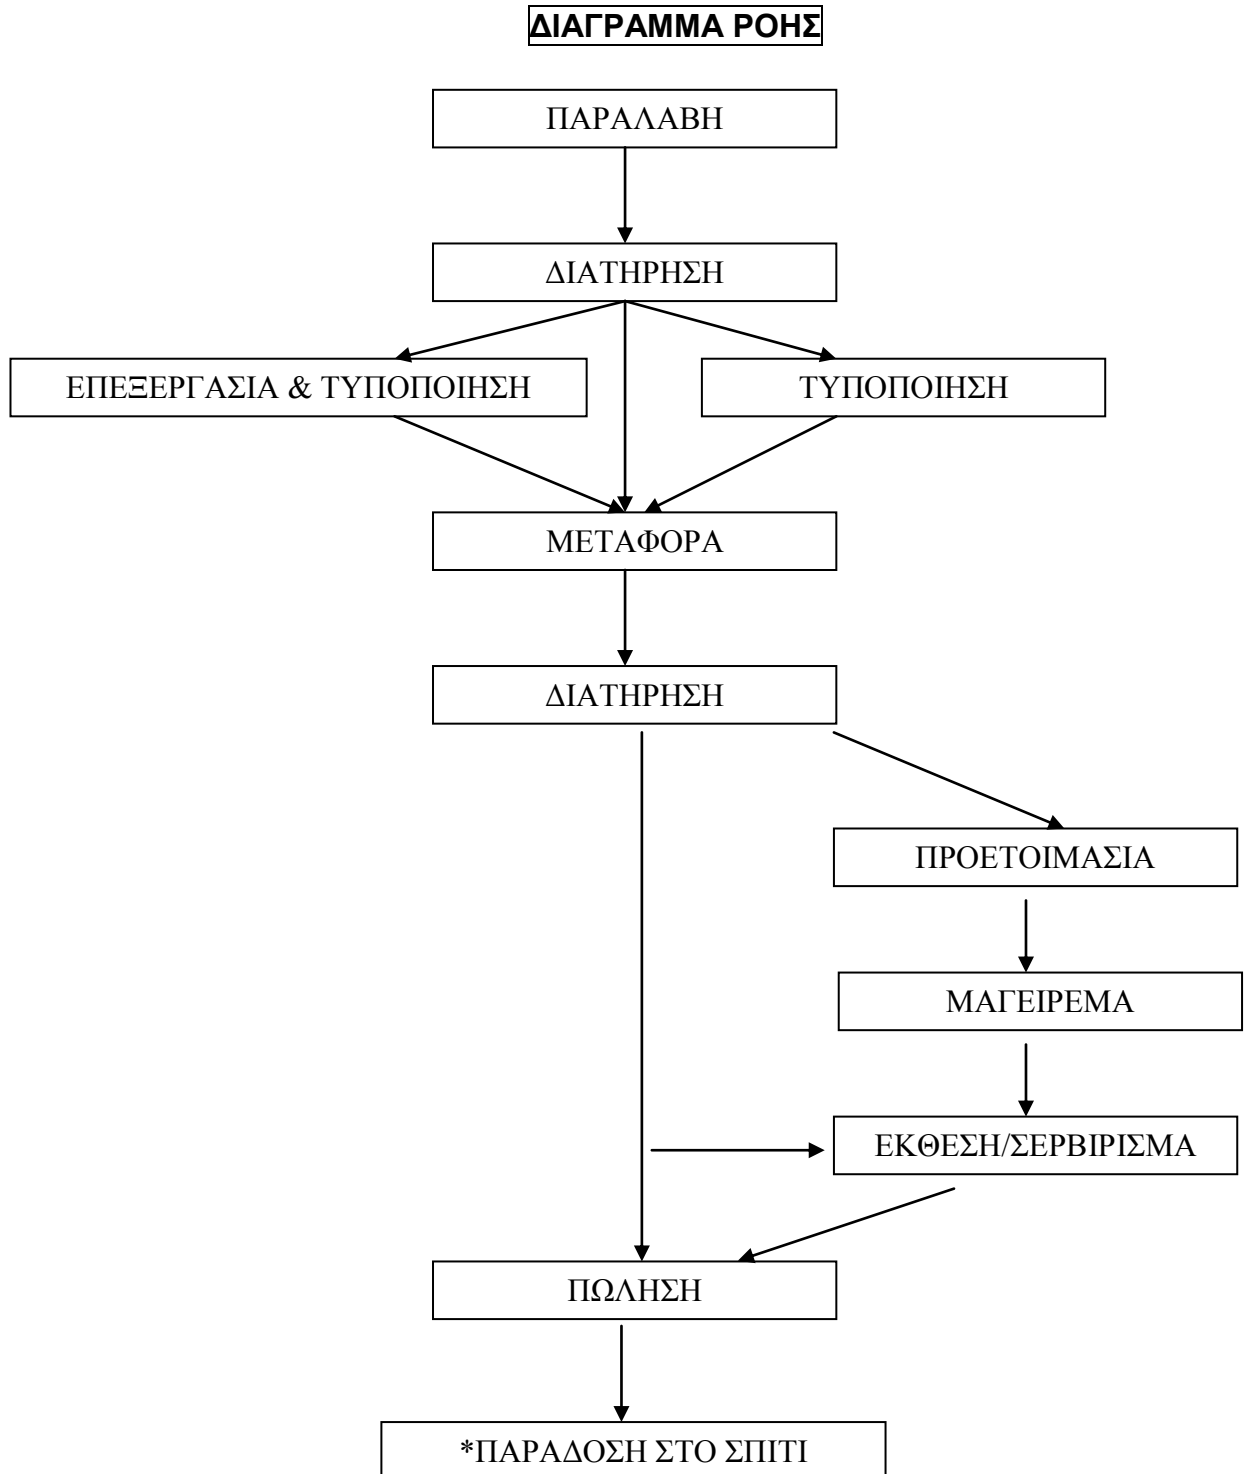 ΔΙΑΓΡΑΜΜΑ ΡΟΗΣ
ΠΑΡΑΛΑΒΗ
ΔΙΑΤΗΡΗΣΗ
ΕΠΕΞΕΡΓΑΣΙΑ & ΤΥΠΟΠΟΙΗΣΗ
ΤΥΠΟΠΟΙΗΣΗ
ΜΕΤΑΦΟΡΑ
ΔΙΑΤΗΡΗΣΗ
ΠΡΟΕΤΟΙΜΑΣΙΑ
ΜΑΓΕΙΡΕΜΑ
ΕΚΘΕΣΗ/ΣΕΡΒΙΡΙΣΜΑ
ΠΩΛΗΣΗ
*ΠΑΡΑΔΟΣΗ ΣΤΟ ΣΠΙΤΙ